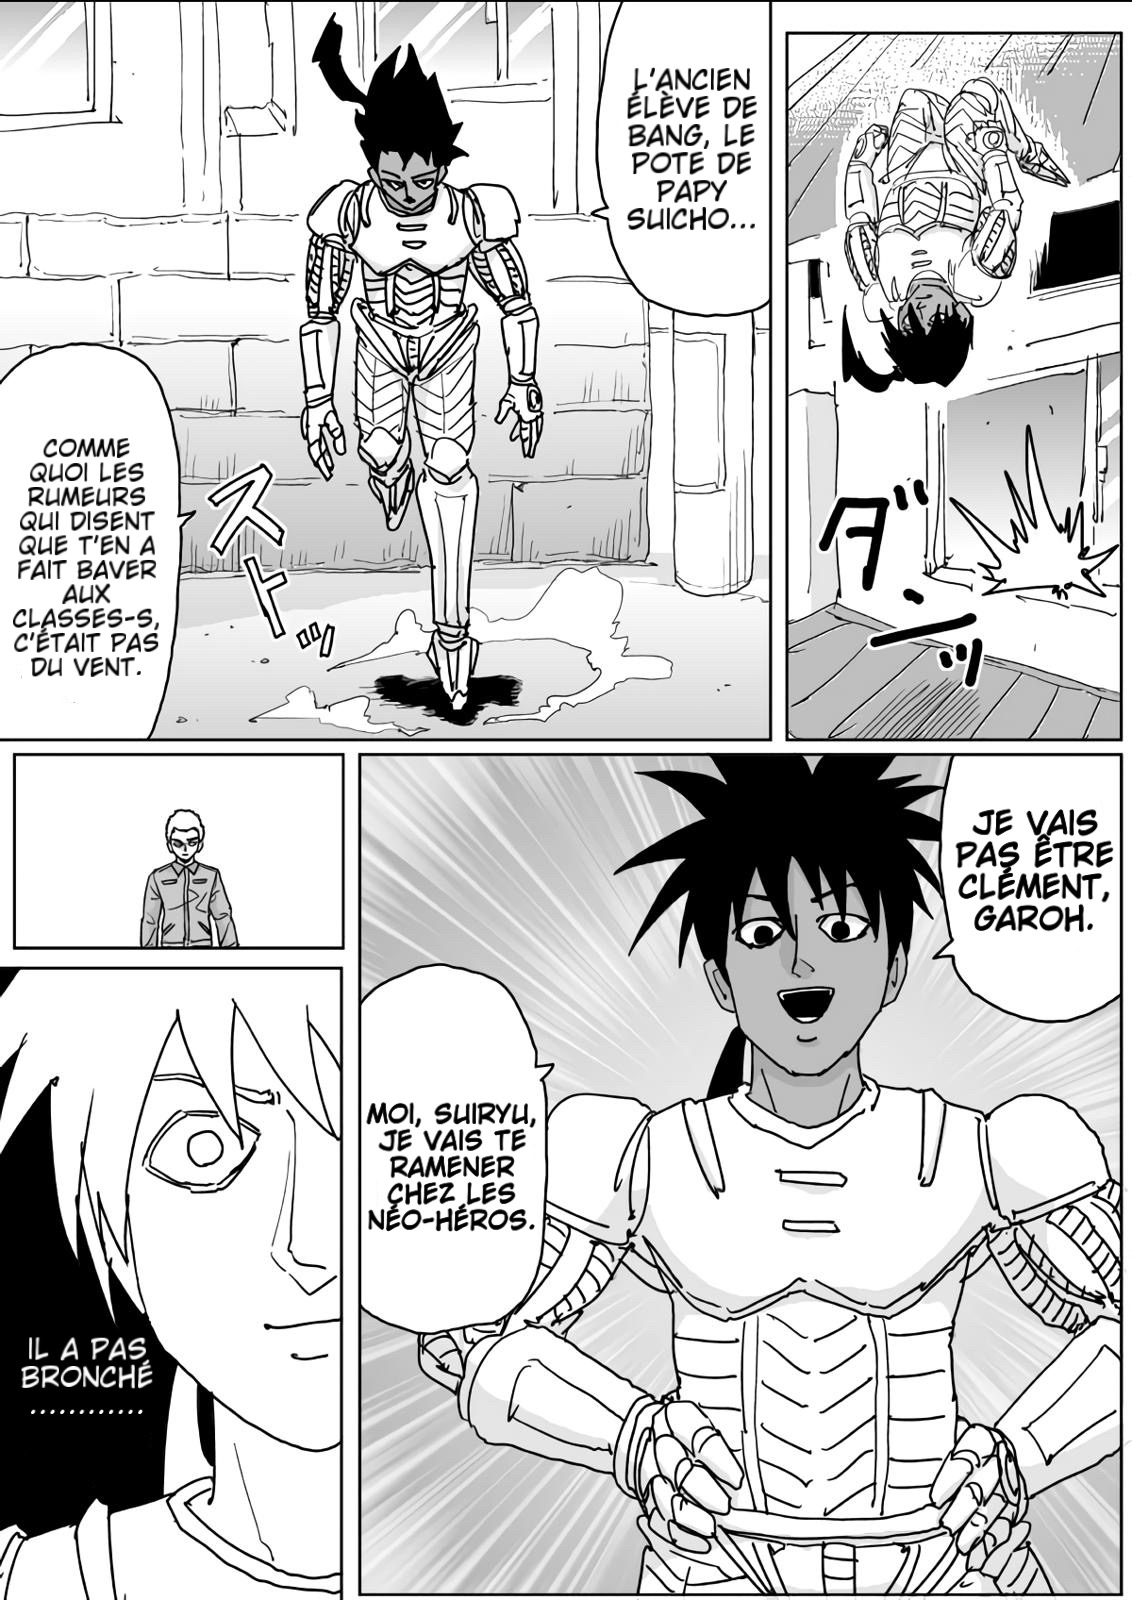 ダンッ
L'ANCIEN
ÉLÈVE DE
BANG, LE
POTE DE
PAPY
SUICHO...
ストッ
COMME
QUOI LES
RUMEURS
QUI DISENT
QUE T'EN A
FAIT BAVER
AUX
CLASSES-S,
C'ÉTAIT PAS
DU VENT.
JE VAIS
PAS ÊTRE
CLÉMENT,
GAROH.
MOI, SUIRYU,
JE VAIS TE
RAMENER
CHEZ LES
NÉO-HÉROS.
IL A PAS
BRONCHÉ
............